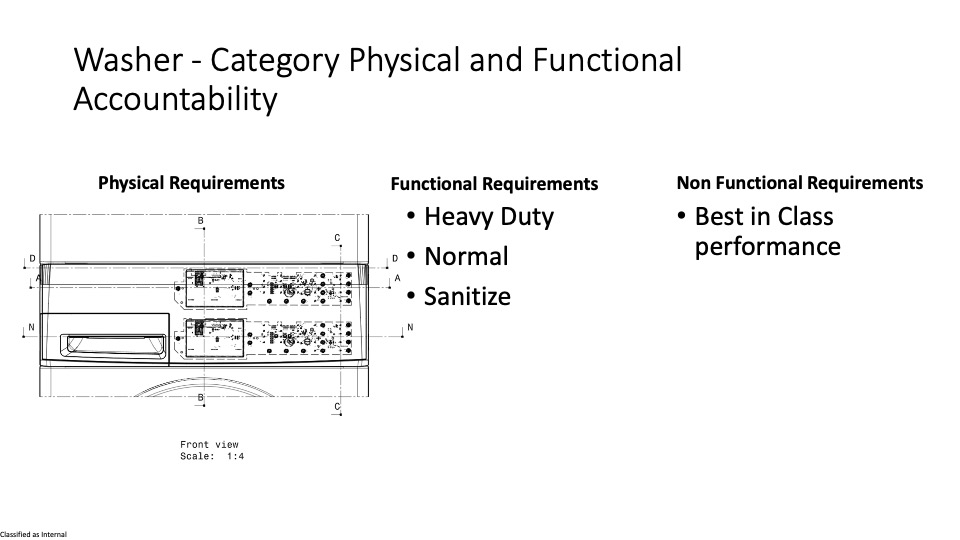 Washer - Category Physical and Functional
Accountability
Physical Requirements
B
C
D
D
A
A
N
N
B
C
Front view
Scale: 1:4
Functional Requirements
• Heavy Duty
• Normal
• Sanitize
Non Functional Requirements
• Best in Class
performance
Classified as Internal